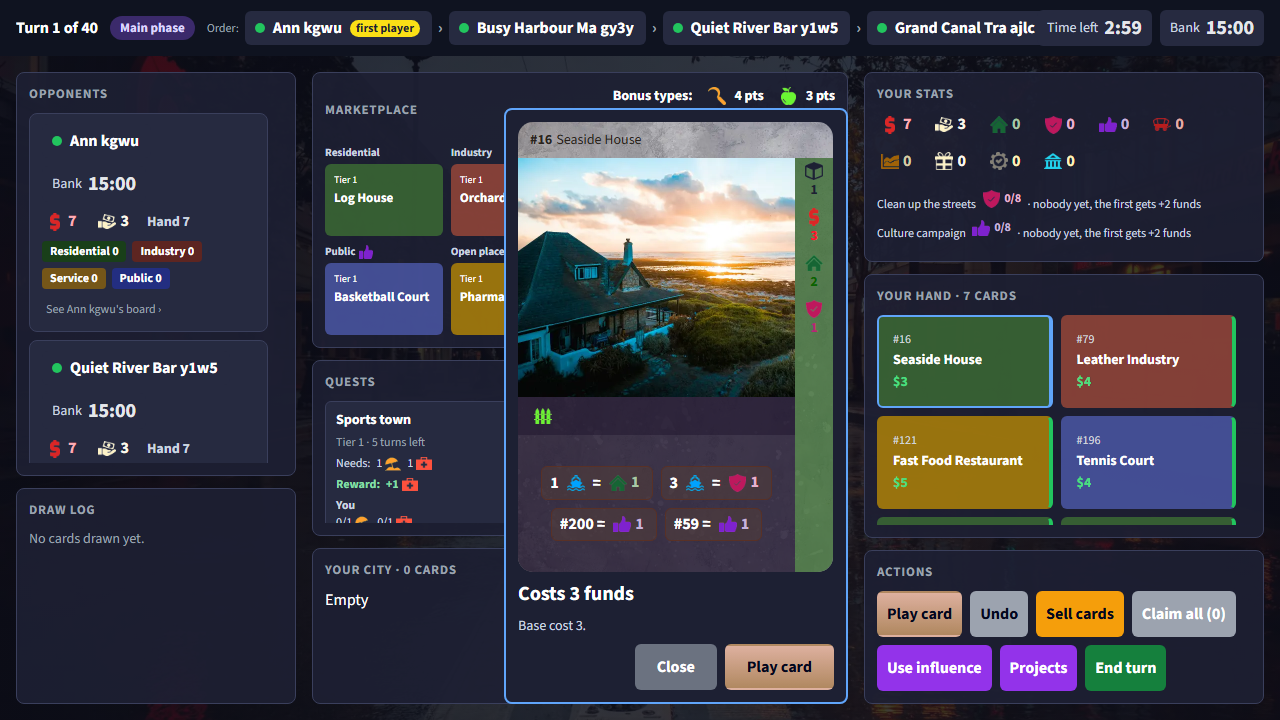 Turn 1 of 40 Main phase Order: Ann kgwu first player › Busy Harbour Ma gy3y › Quiet River Bar y1w5 › Grand Canal Tra ajlc Time left 2:59 Bank 15:00
OPPONENTS
Ann kgwu
Bank 15:00
7 3 Hand 7
Residential 0 Industry 0
Service 0 Public 0
See Ann kgwu's board ›
Quiet River Bar y1w5
Bank 15:00
7 3 Hand 7
DRAW LOG
No cards drawn yet.
MARKETPLACE
Bonus types: 4 pts 3 pts
Residential Industry
Tier 1
Log House
Tier 1
Orchard
Public Open place
Tier 1
Basketball Court
Tier 1
Pharma
QUESTS
Sports town
Tier 1 · 5 turns left
Needs: 1 1
Reward: +1
You
0/1 0/1
YOUR CITY · 0 CARDS
Empty
#16 Seaside House
1
3
2
1
1 = 1 3 = 1
#200 = 1 #59 = 1
Costs 3 funds
Base cost 3.
Close Play card
YOUR STATS
7 3 0 0 0 0
0 0 0 0
Clean up the streets 0/8 · nobody yet, the first gets +2 funds
Culture campaign 0/8 · nobody yet, the first gets +2 funds
YOUR HAND · 7 CARDS
#16
Seaside House
$3
#79
Leather Industry
$4
#121
Fast Food Restaurant
$5
#196
Tennis Court
$4
ACTIONS
Play card Undo Sell cards Claim all (0)
Use influence Projects End turn